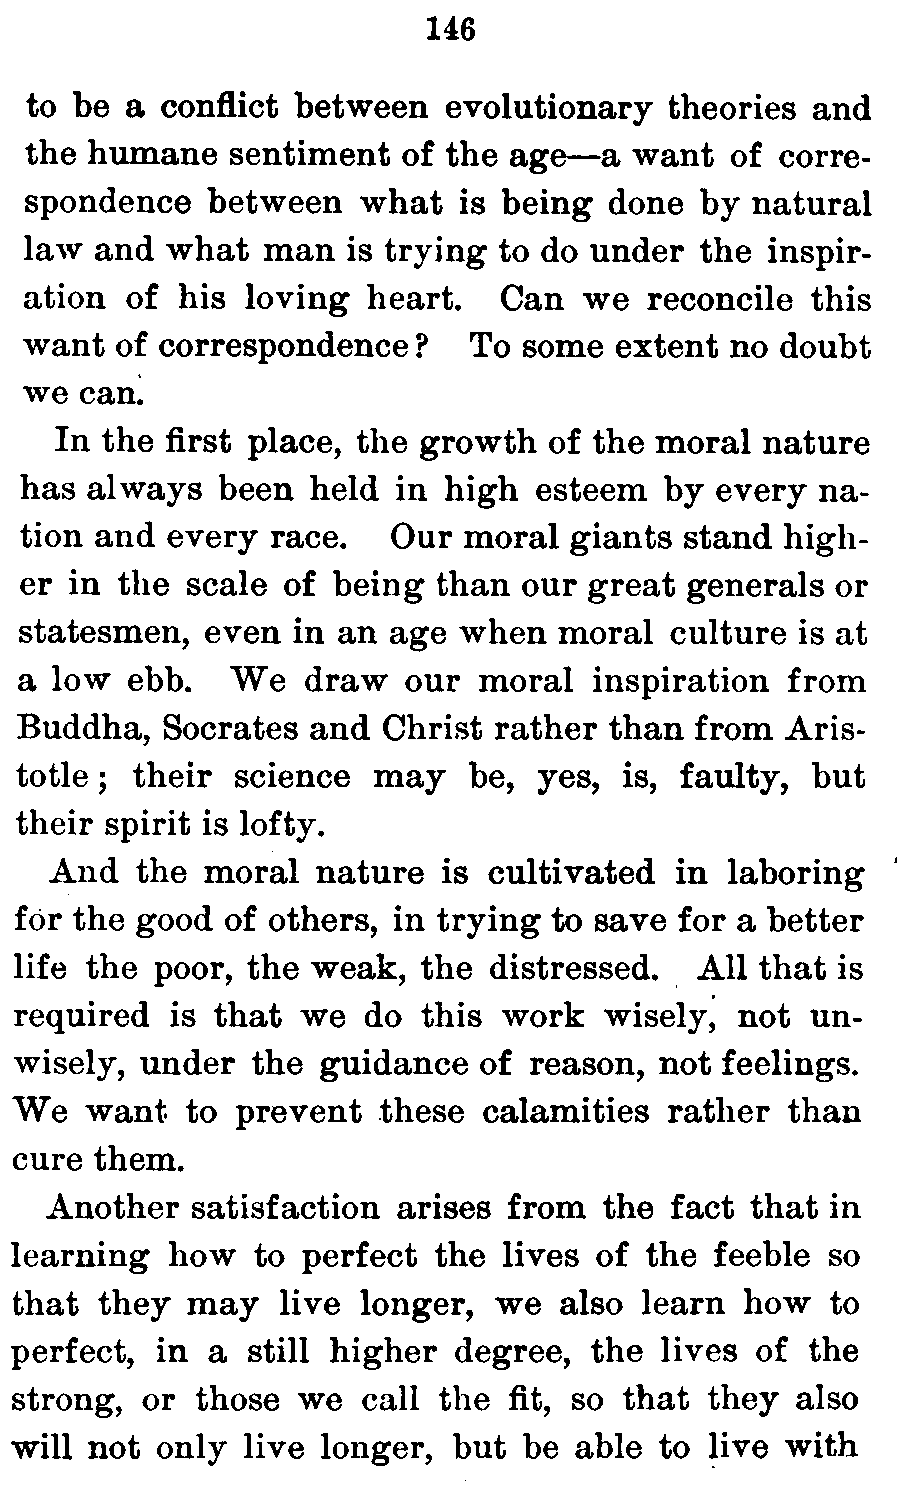 146
to be a conflict between evolutionary theories and
the humane sentiment of the age—a want of corre-
spondence between what is being done by natural
law and what man is trying to do under the inspir-
ation of his loving heart. Can we reconcile this
want of correspondence? To some extent no doubt
we can.
In the first place, the growth of the moral nature
has always been held in high esteem by every na-
tion and every race. Our moral giants stand high-
er in the scale of being than our great generals or
statesmen, even in an age when moral culture is at
a low ebb. We draw our moral inspiration from
Buddha, Socrates and Christ rather than from Aris-
totle; their science may be, yes, is, faulty, but
their spirit is lofty.
And the moral nature is cultivated in laboring
for the good of others, in trying to save for a better
life the poor, the weak, the distressed. All that is
required is that we do this work wisely, not un-
wisely, under the guidance of reason, not feelings.
We want to prevent these calamities rather than
cure them.
Another satisfaction arises from the fact that in
learning how to perfect the lives of the feeble so
that they may live longer, we also learn how to
perfect, in a still higher degree, the lives of the
strong, or those we call the fit, so that they also
will not only live longer, but be able to live with